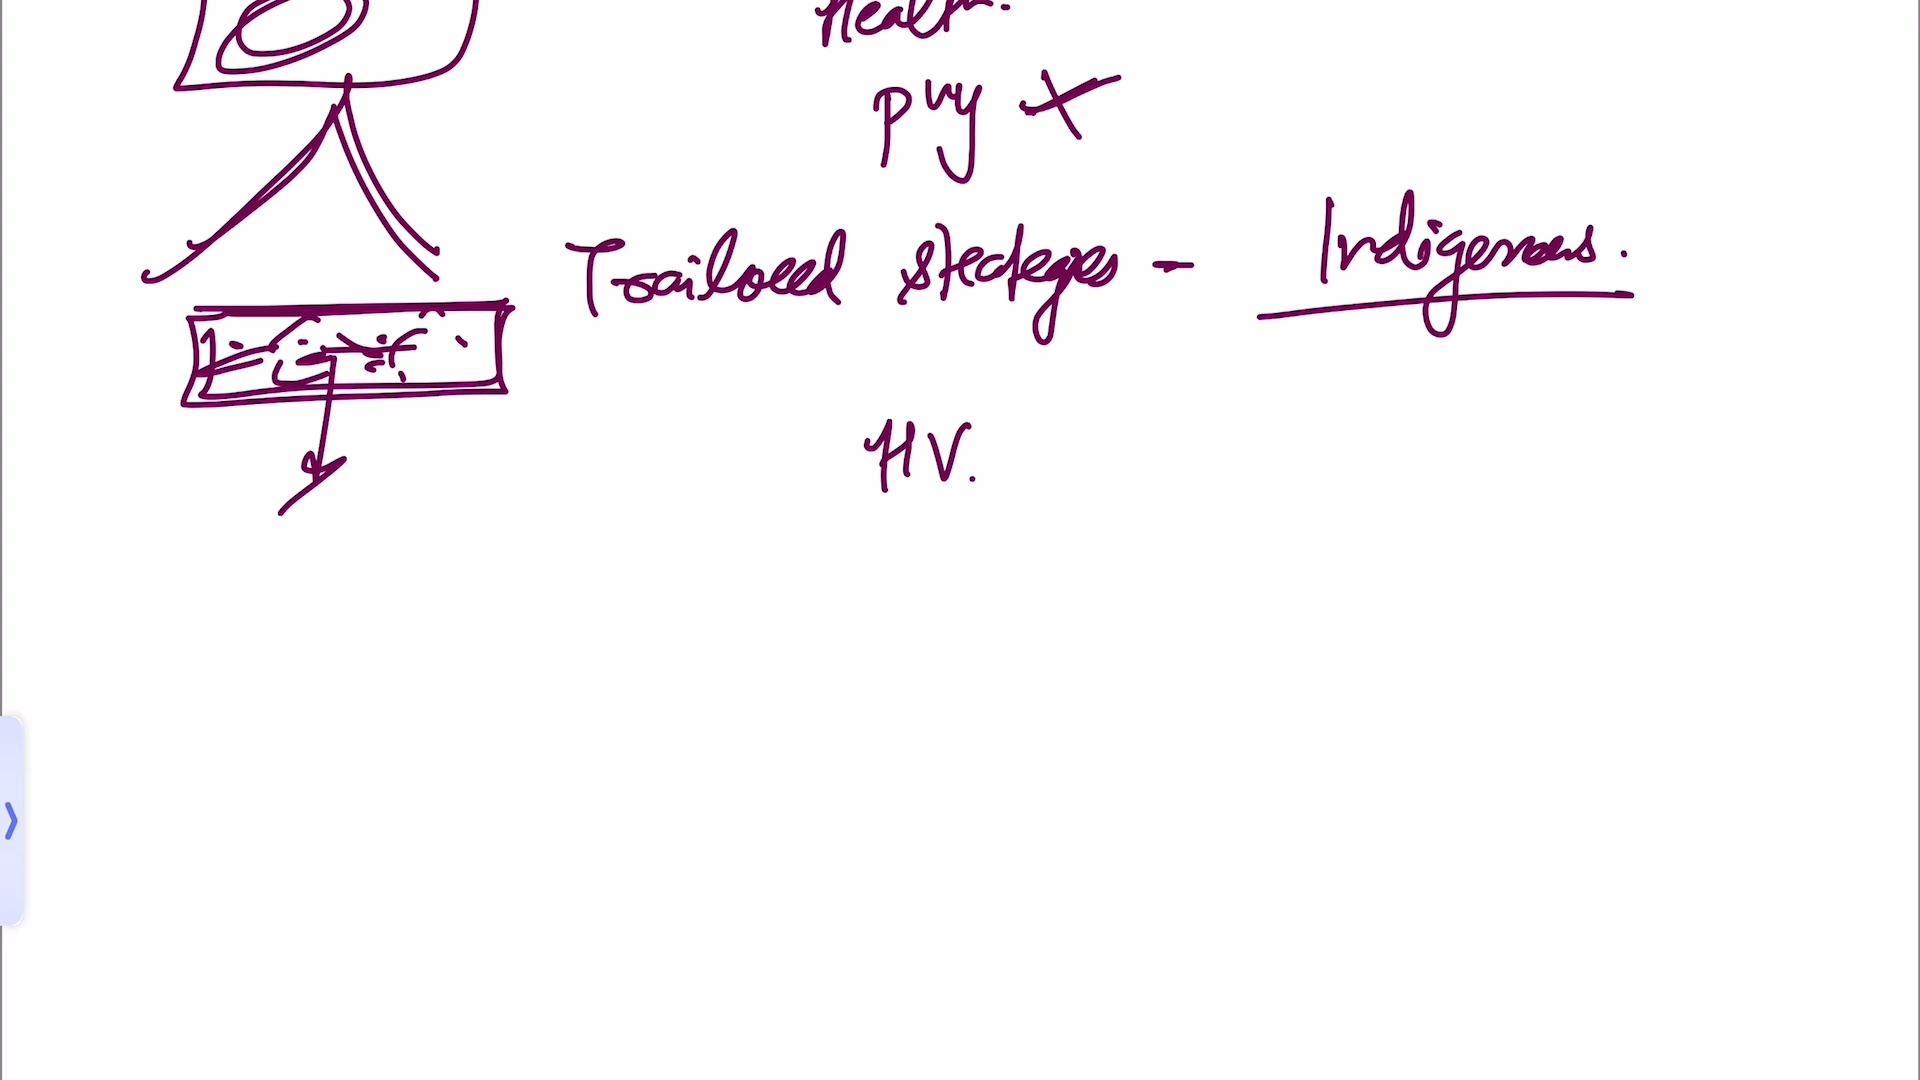 Health.
pvy X
Tailored strategies - Indigenous.
HV.